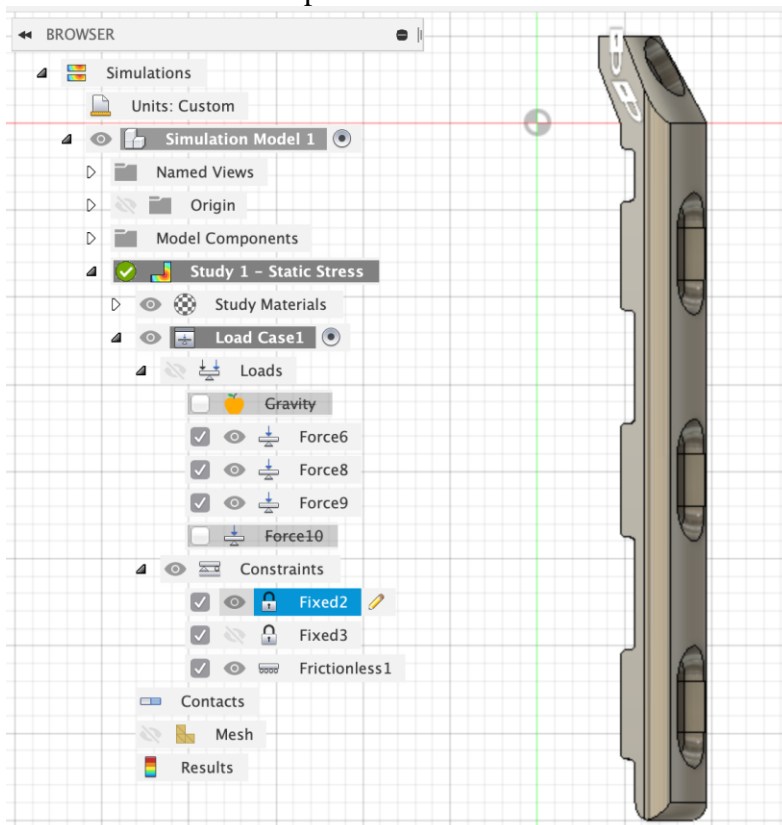 BROWSER
Simulations
Units: Custom
Simulation Model 1
Named Views
Origin
Model Components
Study 1 - Static Stress
Study Materials
Load Case1
Loads
Gravity
Force6
Force8
Force9
Force10
Constraints
Fixed2
Fixed3
Frictionless1
Contacts
Mesh
Results